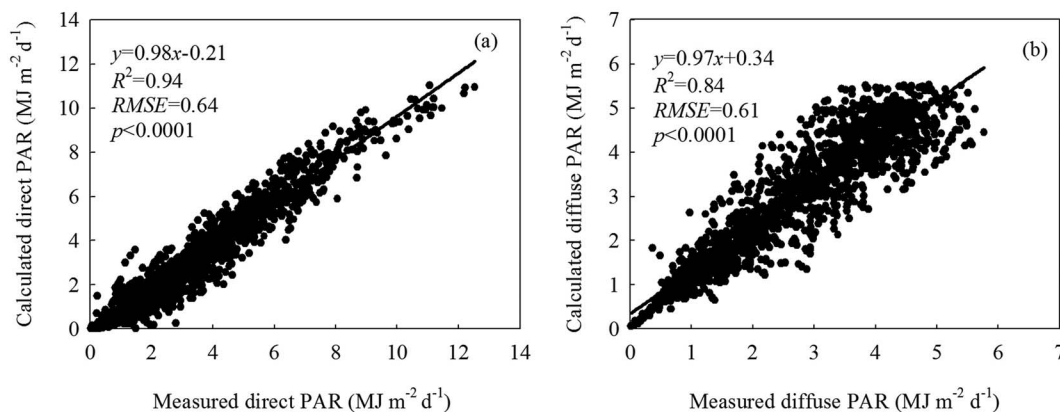 (a)
y=0.98x-0.21
R²=0.94
RMSE=0.64
p<0.0001
Calculated direct PAR (MJ m⁻² d⁻¹)
14
12
10
8
6
4
2
0
0 2 4 6 8 10 12 14
Measured direct PAR (MJ m⁻² d⁻¹)
(b)
y=0.97x+0.34
R²=0.84
RMSE=0.61
p<0.0001
Calculated diffuse PAR (MJ m⁻² d⁻¹)
7
6
5
4
3
2
1
0
0 1 2 3 4 5 6 7
Measured diffuse PAR (MJ m⁻² d⁻¹)